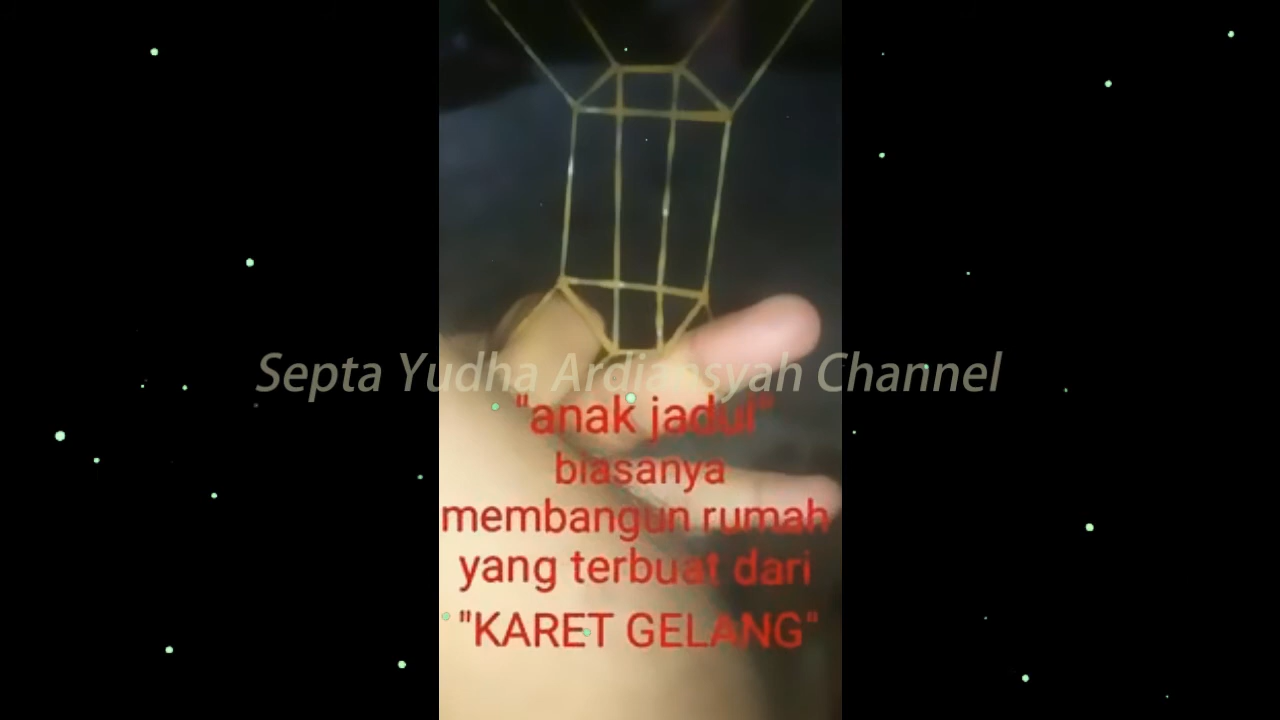 Septa Yudha Ardiansyah Channel
"anak jadul"
biasanya
membangun rumah
yang terbuat dari
"KARET GELANG"